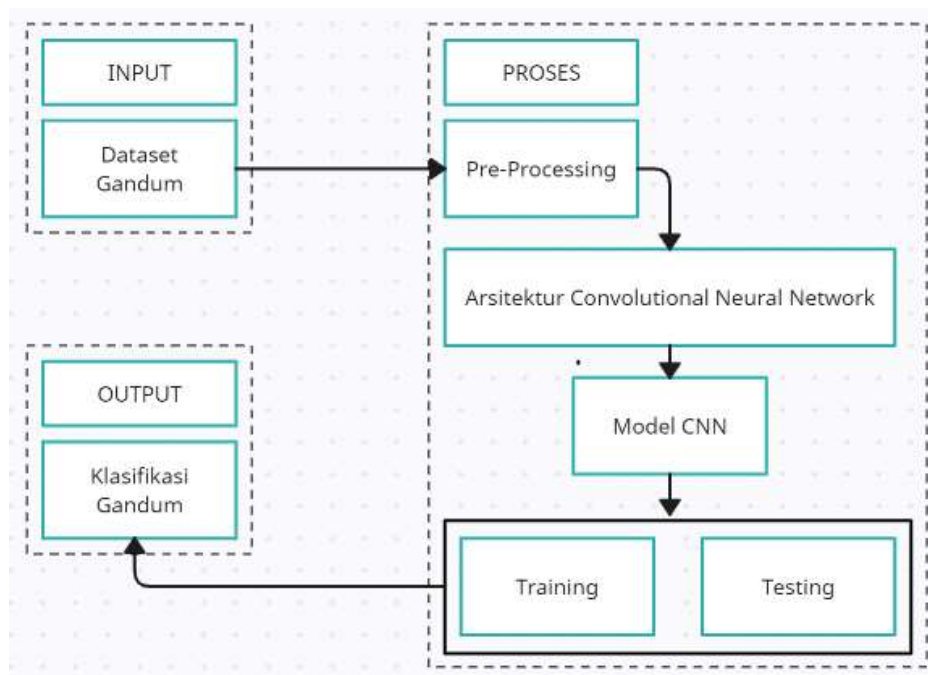 INPUT
Dataset
Gandum
PROSES
Pre-Processing
Arsitektur Convolutional Neural Network
Model CNN
Training
Testing
OUTPUT
Klasifikasi
Gandum